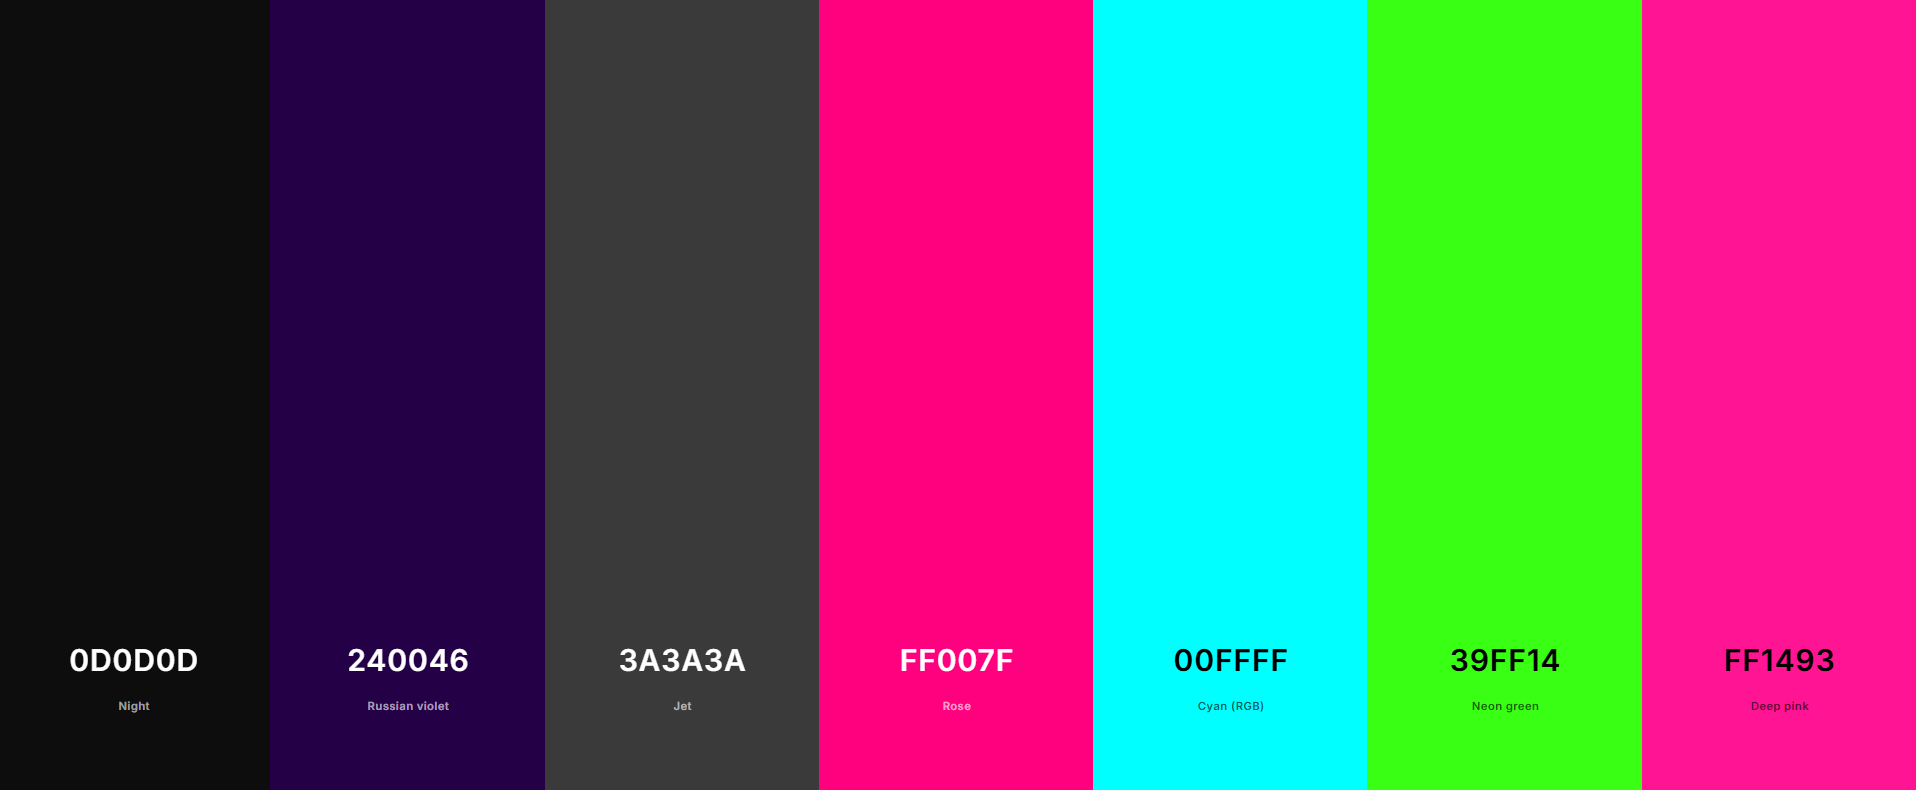 0D0D0D
Night
240046
Russian violet
3A3A3A
Jet
FF007F
Rose
00FFFF
Cyan (RGB)
39FF14
Neon green
FF1493
Deep pink